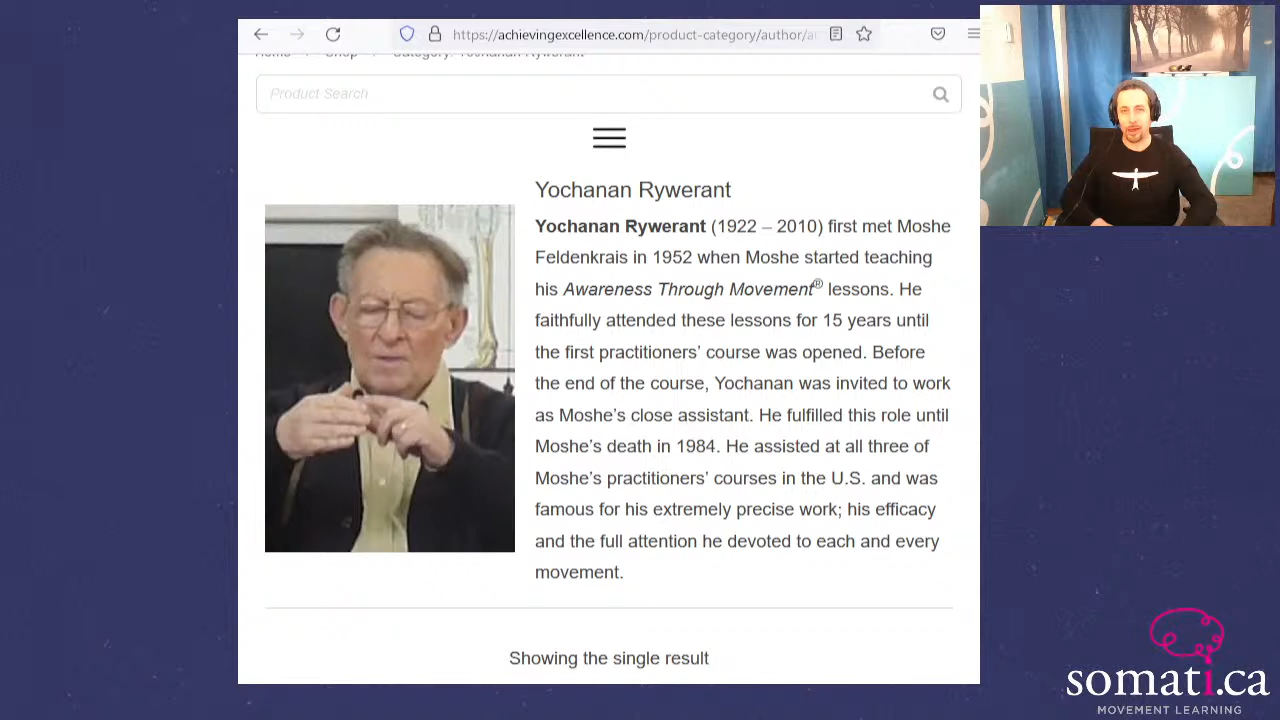 https://achievingexcellence.com/product-category/author/
Product Search
Yochanan Rywerant
Yochanan Rywerant (1922 – 2010) first met Moshe
Feldenkrais in 1952 when Moshe started teaching
his Awareness Through Movement® lessons. He
faithfully attended these lessons for 15 years until
the first practitioners’ course was opened. Before
the end of the course, Yochanan was invited to work
as Moshe’s close assistant. He fulfilled this role until
Moshe’s death in 1984. He assisted at all three of
Moshe’s practitioners’ courses in the U.S. and was
famous for his extremely precise work; his efficacy
and the full attention he devoted to each and every
movement.
Showing the single result
somati.ca
MOVEMENT LEARNING